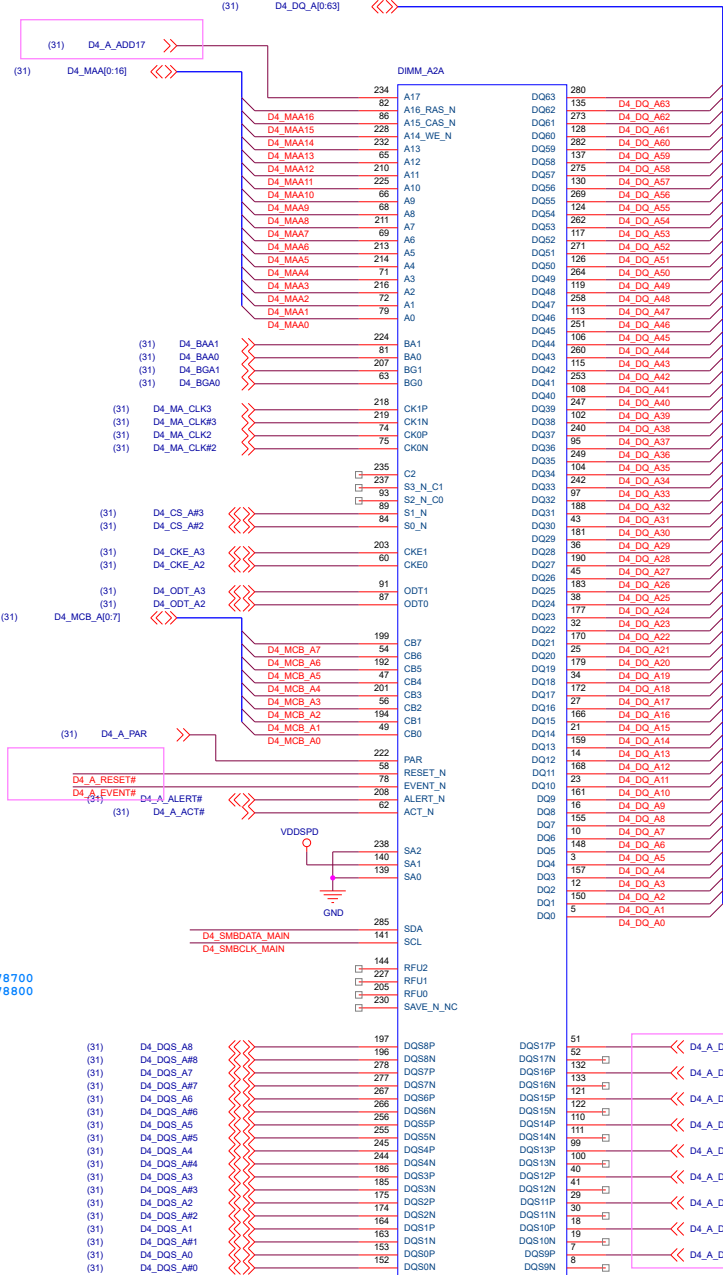 (31) D4_DQ_A[0:63]
(31) D4_A_ADD17
(31) D4_MAA[0:16]
DIMM_A2A
234 A17 DQ63 280
D4_MAA16 82 A16_RAS_N DQ62 135 D4_DQ_A63
D4_MAA15 86 A15_CAS_N DQ61 273 D4_DQ_A62
D4_MAA14 228 A14_WE_N DQ60 128 D4_DQ_A61
D4_MAA13 232 A13 DQ59 282 D4_DQ_A60
D4_MAA12 65 A12 DQ58 137 D4_DQ_A59
D4_MAA11 210 A11 DQ57 275 D4_DQ_A58
D4_MAA10 225 A10 DQ56 130 D4_DQ_A57
D4_MAA9 66 A9 DQ55 269 D4_DQ_A56
D4_MAA8 68 A8 DQ54 124 D4_DQ_A55
D4_MAA7 211 A7 DQ53 262 D4_DQ_A54
D4_MAA6 69 A6 DQ52 117 D4_DQ_A53
D4_MAA5 213 A5 DQ51 271 D4_DQ_A52
D4_MAA4 214 A4 DQ50 126 D4_DQ_A51
D4_MAA3 71 A3 DQ49 264 D4_DQ_A50
D4_MAA2 216 A2 DQ48 119 D4_DQ_A49
D4_MAA1 72 A1 DQ47 258 D4_DQ_A48
D4_MAA0 79 A0 DQ46 113 D4_DQ_A47
DQ45 251 D4_DQ_A46
(31) D4_BAA1 224 BA1 DQ44 106 D4_DQ_A45
(31) D4_BAA0 81 BA0 DQ43 260 D4_DQ_A44
(31) D4_BGA1 207 BG1 DQ42 115 D4_DQ_A43
(31) D4_BGA0 63 BG0 DQ41 253 D4_DQ_A42
DQ40 108 D4_DQ_A41
(31) D4_MA_CLK3 218 CK1P DQ39 247 D4_DQ_A40
(31) D4_MA_CLK#3 219 CK1N DQ38 102 D4_DQ_A39
(31) D4_MA_CLK2 74 CK0P DQ37 240 D4_DQ_A38
(31) D4_MA_CLK#2 75 CK0N DQ36 95 D4_DQ_A37
DQ35 249 D4_DQ_A36
235 C2 DQ34 104 D4_DQ_A35
237 S3_N_C1 DQ33 242 D4_DQ_A34
93 S2_N_C0 DQ32 97 D4_DQ_A33
(31) D4_CS_A#3 89 S1_N DQ31 188 D4_DQ_A32
(31) D4_CS_A#2 84 S0_N DQ30 43 D4_DQ_A31
DQ29 181 D4_DQ_A30
(31) D4_CKE_A3 203 CKE1 DQ28 36 D4_DQ_A29
(31) D4_CKE_A2 60 CKE0 DQ27 190 D4_DQ_A28
DQ26 45 D4_DQ_A27
(31) D4_ODT_A3 91 ODT1 DQ25 183 D4_DQ_A26
(31) D4_ODT_A2 87 ODT0 DQ24 38 D4_DQ_A25
(31) D4_MCB_A[0:7] DQ23 177 D4_DQ_A24
DQ22 32 D4_DQ_A23
199 CB7 DQ21 170 D4_DQ_A22
D4_MCB_A7 54 CB6 DQ20 25 D4_DQ_A21
D4_MCB_A6 192 CB5 DQ19 179 D4_DQ_A20
D4_MCB_A5 47 CB4 DQ18 34 D4_DQ_A19
D4_MCB_A4 201 CB3 DQ17 172 D4_DQ_A18
D4_MCB_A3 56 CB2 DQ16 27 D4_DQ_A17
D4_MCB_A2 194 CB1 DQ15 166 D4_DQ_A16
D4_MCB_A1 49 CB0 DQ14 21 D4_DQ_A15
D4_MCB_A0
(31) D4_A_PAR DQ13 159 D4_DQ_A14
222 PAR DQ12 14 D4_DQ_A13
58 RESET_N DQ11 168 D4_DQ_A12
D4_A_RESET# 78 EVENT_N DQ10 23 D4_DQ_A11
D4_A_EVENT#
(31) D4_A_ALERT# 208 ALERT_N DQ9 161 D4_DQ_A10
(31) D4_A_ACT# 62 ACT_N DQ8 16 D4_DQ_A9
DQ7 155 D4_DQ_A8
VDDSPD DQ6 10 D4_DQ_A7
238 SA2 DQ5 148 D4_DQ_A6
140 SA1 DQ4 3 D4_DQ_A5
139 SA0 DQ3 157 D4_DQ_A4
DQ2 12 D4_DQ_A3
DQ1 150 D4_DQ_A2
GND DQ0 5 D4_DQ_A1
D4_DQ_A0
285 SDA
D4_SMBDATA_MAIN 141 SCL
D4_SMBCLK_MAIN
144 RFU2
78700
227 RFU1
78800
205 RFU0
230 SAVE_N_NC
(31) D4_DQS_A8 197 DQS8P DQS17P 51 D4_A_D
(31) D4_DQS_A#8 196 DQS8N DQS17N 52
(31) D4_DQS_A7 278 DQS7P DQS16P 132 D4_A_D
(31) D4_DQS_A#7 277 DQS7N DQS16N 133
(31) D4_DQS_A6 267 DQS6P DQS15P 121 D4_A_D
(31) D4_DQS_A#6 266 DQS6N DQS15N 122
(31) D4_DQS_A5 256 DQS5P DQS14P 110 D4_A_D
(31) D4_DQS_A#5 255 DQS5N DQS14N 111
(31) D4_DQS_A4 245 DQS4P DQS13P 99 D4_A_D
(31) D4_DQS_A#4 244 DQS4N DQS13N 100
(31) D4_DQS_A3 186 DQS3P DQS12P 40 D4_A_D
(31) D4_DQS_A#3 185 DQS3N DQS12N 41
(31) D4_DQS_A2 175 DQS2P DQS11P 29 D4_A_D
(31) D4_DQS_A#2 174 DQS2N DQS11N 30
(31) D4_DQS_A1 164 DQS1P DQS10P 18 D4_A_D
(31) D4_DQS_A#1 163 DQS1N DQS10N 19
(31) D4_DQS_A0 153 DQS0P DQS9P 7 D4_A_D
(31) D4_DQS_A#0 152 DQS0N DQS9N 8